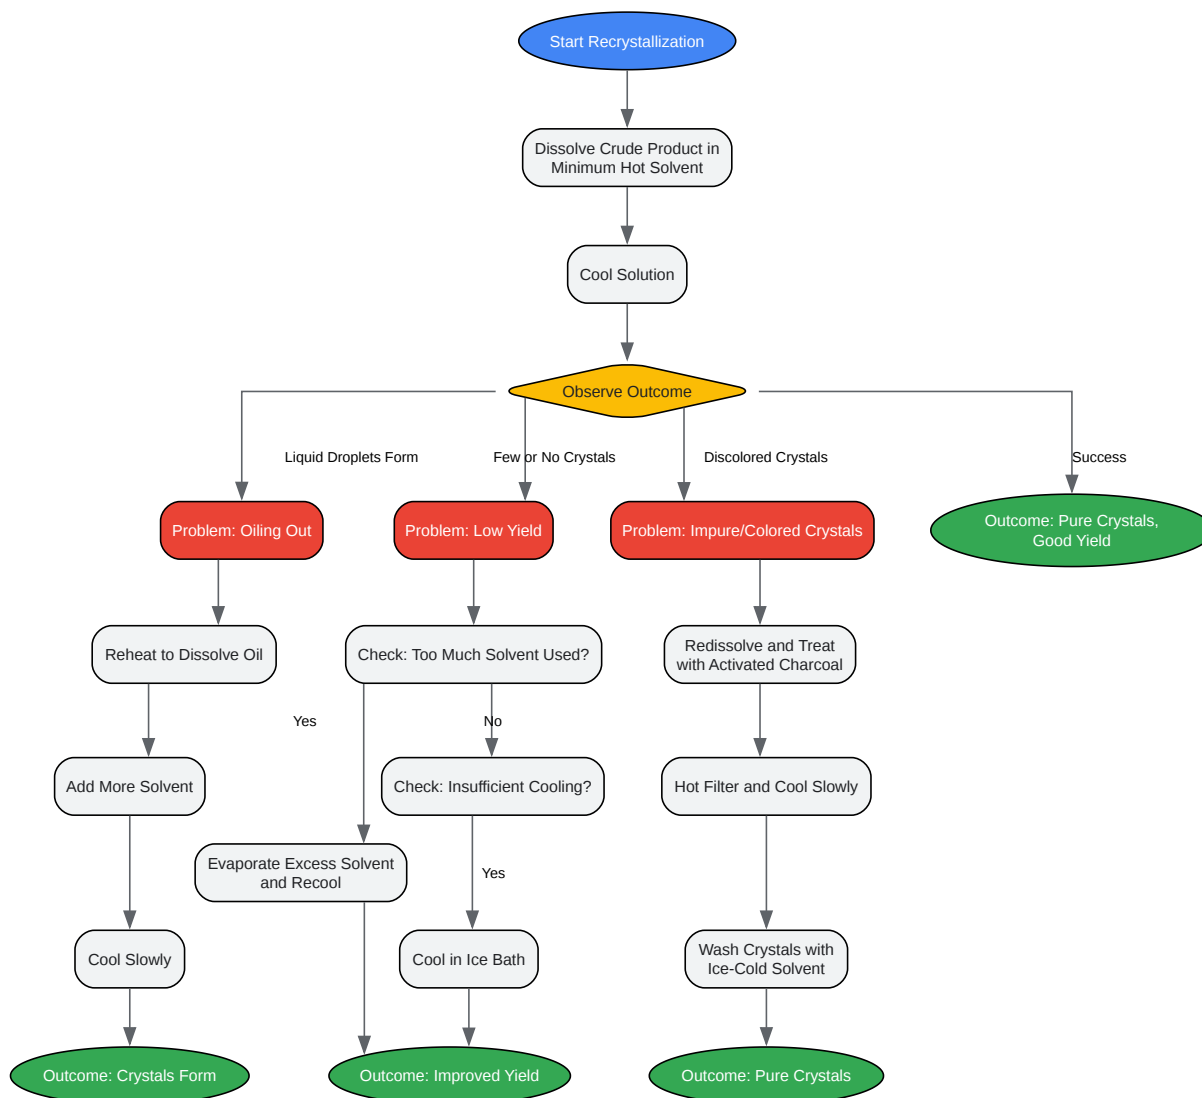 Start Recrystallization
Dissolve Crude Product in
Minimum Hot Solvent
Cool Solution
Observe Outcome
Liquid Droplets Form
Few or No Crystals
Discolored Crystals
Success
Problem: Oiling Out
Problem: Low Yield
Problem: Impure/Colored Crystals
Outcome: Pure Crystals,
Good Yield
Reheat to Dissolve Oil
Check: Too Much Solvent Used?
Redissolve and Treat
with Activated Charcoal
Yes
No
Add More Solvent
Check: Insufficient Cooling?
Hot Filter and Cool Slowly
Evaporate Excess Solvent
and Recool
Yes
Cool Slowly
Cool in Ice Bath
Wash Crystals with
Ice-Cold Solvent
Outcome: Crystals Form
Outcome: Improved Yield
Outcome: Pure Crystals